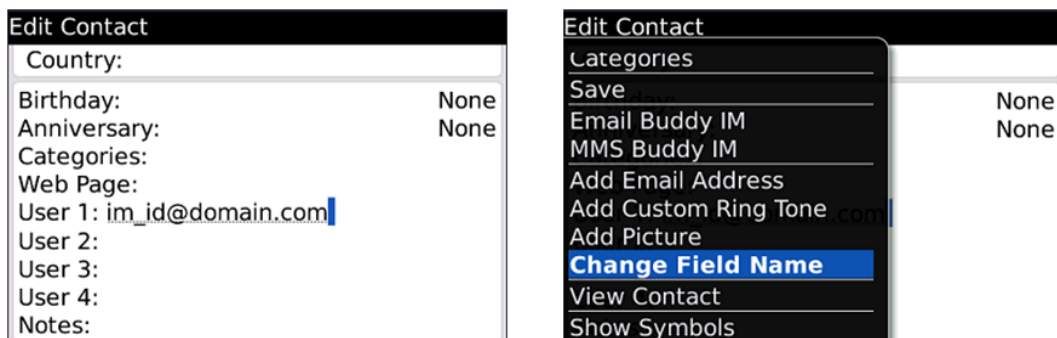 Edit Contact
Country:
Birthday: None
Anniversary: None
Categories:
Web Page:
User 1: im_id@domain.com
User 2:
User 3:
User 4:
Notes:
Edit Contact
Categories
Save
None
Email Buddy IM
None
MMS Buddy IM
Add Email Address
Add Custom Ring Tone
.com
Add Picture
Change Field Name
View Contact
Show Symbols